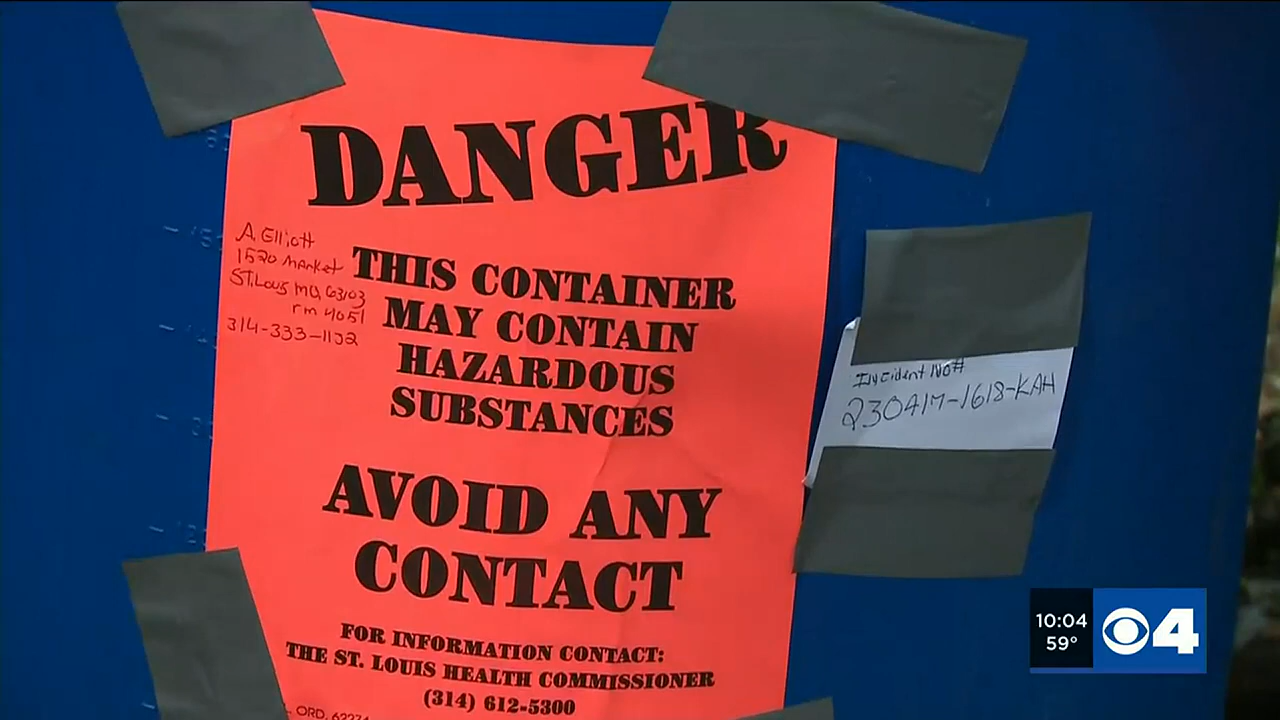 DANGER
A. Elliott
1520 Market
ST. Louis MO, 63103
rm 4051
314-333-1132
THIS CONTAINER
MAY CONTAIN
HAZARDOUS
SUBSTANCES
AVOID ANY
CONTACT
FOR INFORMATION CONTACT:
THE ST. LOUIS HEALTH COMMISSIONER
(314) 612-5300
ORD.
Incident No#
230417-1618-KAH
10:04
59°
4